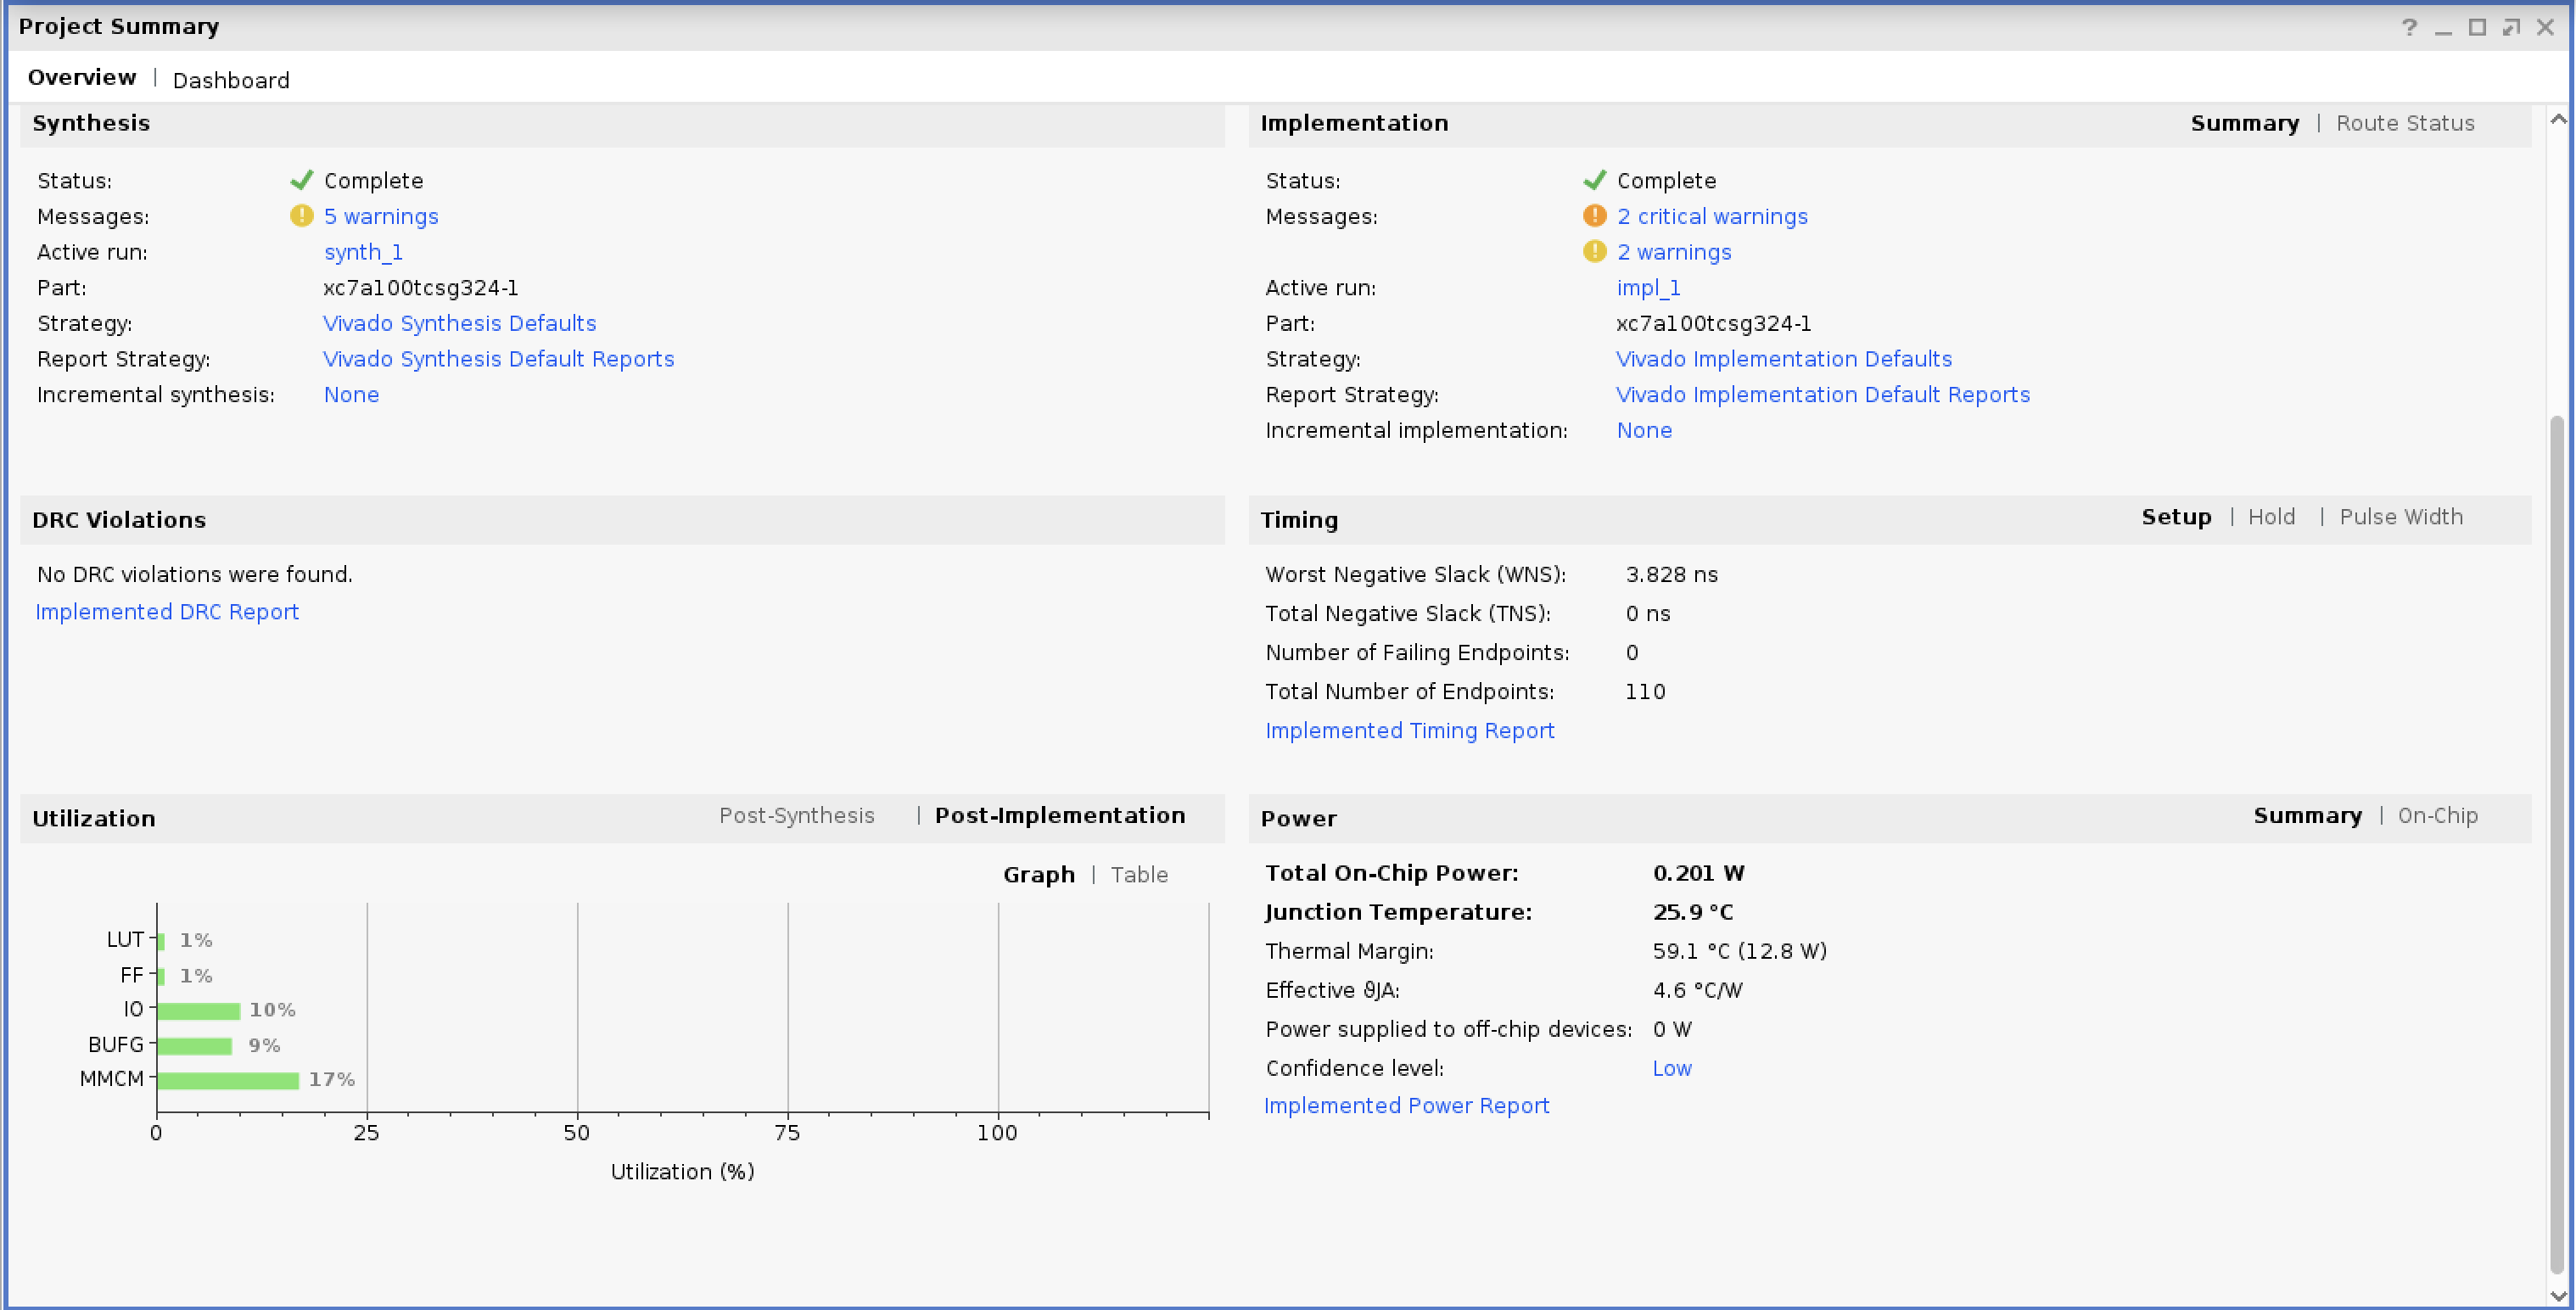 Project Summary
Overview | Dashboard
Synthesis
Status: Complete
Messages: 5 warnings
Active run: synth_1
Part: xc7a100tcsg324-1
Strategy: Vivado Synthesis Defaults
Report Strategy: Vivado Synthesis Default Reports
Incremental synthesis: None
Implementation Summary | Route Status
Status: Complete
Messages: 2 critical warnings
2 warnings
Active run: impl_1
Part: xc7a100tcsg324-1
Strategy: Vivado Implementation Defaults
Report Strategy: Vivado Implementation Default Reports
Incremental implementation: None
DRC Violations
No DRC violations were found.
Implemented DRC Report
Timing Setup | Hold | Pulse Width
Worst Negative Slack (WNS): 3.828 ns
Total Negative Slack (TNS): 0 ns
Number of Failing Endpoints: 0
Total Number of Endpoints: 110
Implemented Timing Report
Utilization Post-Synthesis | Post-Implementation
Graph | Table
LUT 1%
FF 1%
IO 10%
BUFG 9%
MMCM 17%
0 25 50 75 100
Utilization (%)
Power Summary | On-Chip
Total On-Chip Power: 0.201 W
Junction Temperature: 25.9 °C
Thermal Margin: 59.1 °C (12.8 W)
Effective ϑJA: 4.6 °C/W
Power supplied to off-chip devices: 0 W
Confidence level: Low
Implemented Power Report